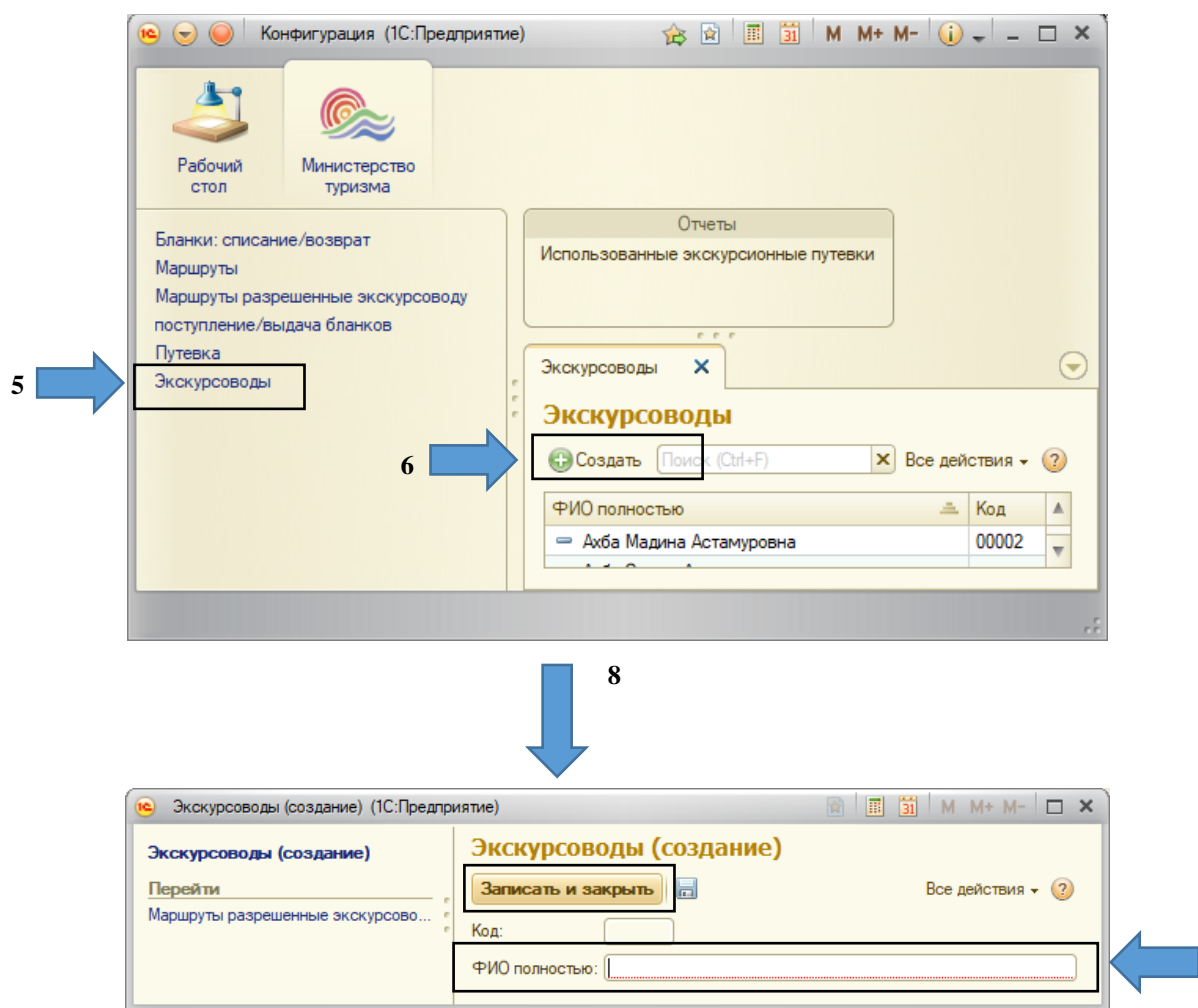 Конфигурация (1С:Предприятие)
31 M M+ M-
Рабочий
стол
Министерство
туризма
Бланки: списание/возврат
Маршруты
Маршруты разрешенные экскурсоводу
поступление/выдача бланков
Путевка
5 Экскурсоводы
Отчеты
Использованные экскурсионные путевки
Экскурсоводы
Экскурсоводы
6 Создать Поиск (Ctrl+F) Все действия
ФИО полностью Код
Ахба Мадина Астамуровна 00002
8
Экскурсоводы (создание) (1С:Предприятие)
31 M M+ M-
Экскурсоводы (создание)
Перейти
Маршруты разрешенные экскурсово...
Экскурсоводы (создание)
Записать и закрыть Все действия
Код:
ФИО полностью: